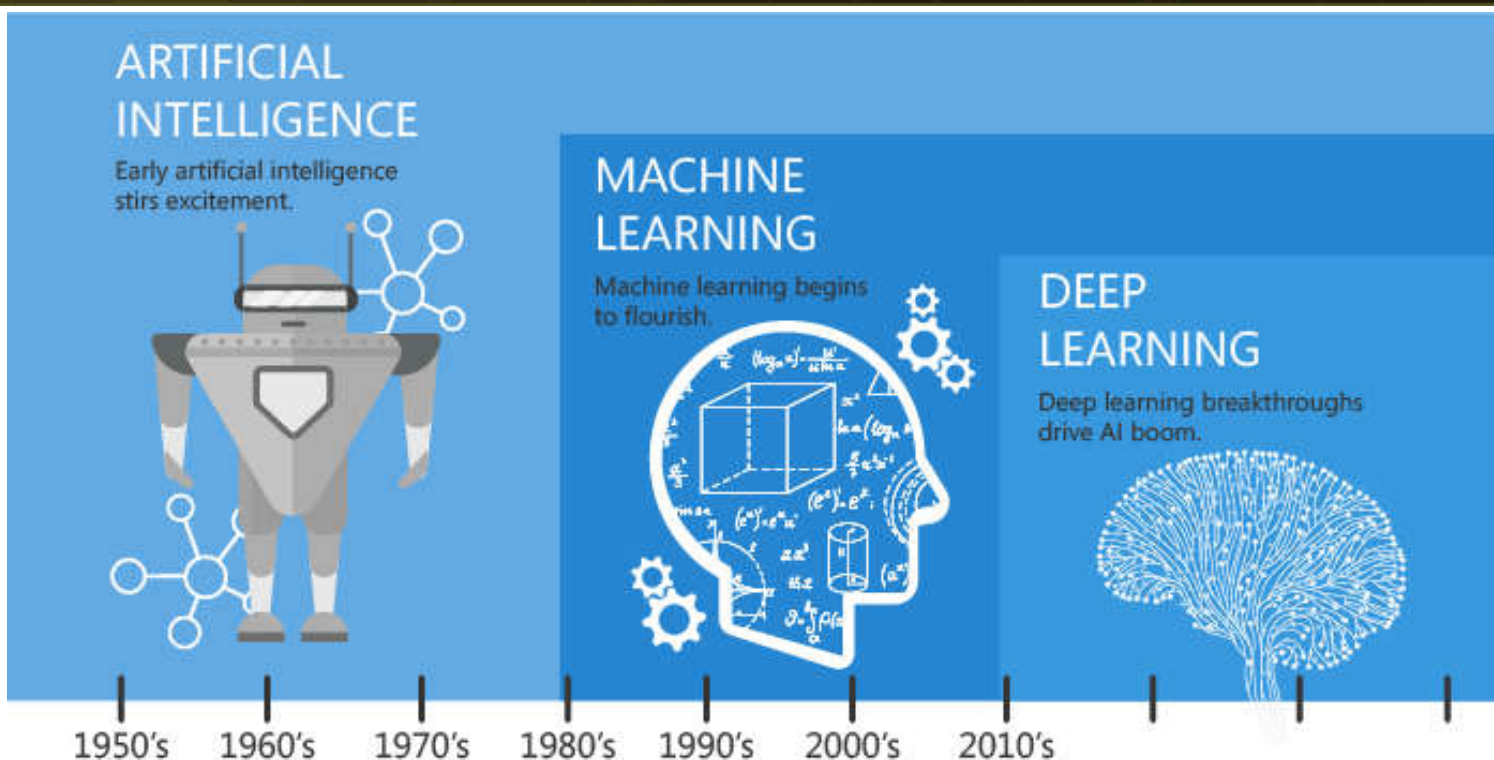 ARTIFICIAL
INTELLIGENCE
Early artificial intelligence
stirs excitement.
MACHINE
LEARNING
Machine learning begins
to flourish.
DEEP
LEARNING
Deep learning breakthroughs
drive AI boom.
1950's 1960's 1970's 1980's 1990's 2000's 2010's